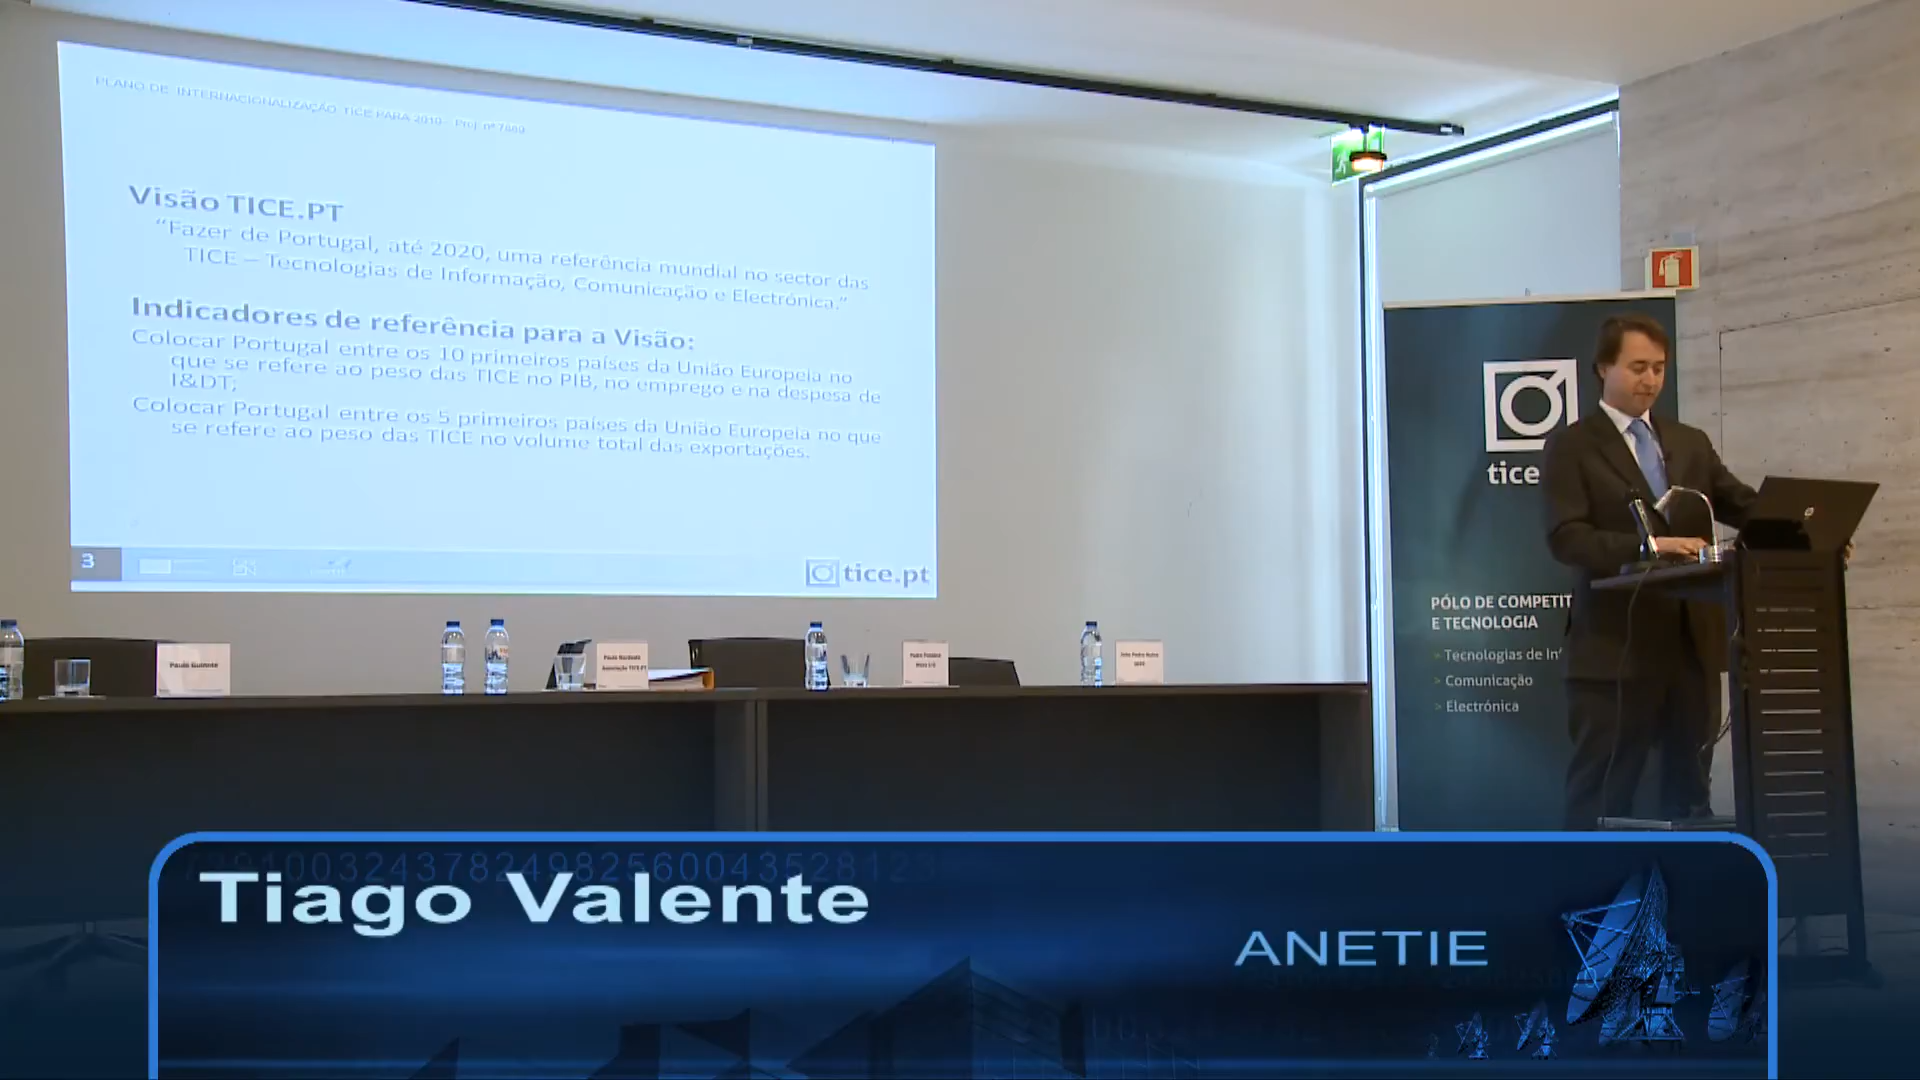 PLANO DE INTERNACIONALIZAÇÃO TICE PARA 2010 - Proj. nº 7889
Visão TICE.PT
“Fazer de Portugal, até 2020, uma referência mundial no sector das
TICE – Tecnologias de Informação, Comunicação e Electrónica.”
Indicadores de referência para a Visão:
Colocar Portugal entre os 10 primeiros países da União Europeia no
que se refere ao peso das TICE no PIB, no emprego e na despesa de
I&DT;
Colocar Portugal entre os 5 primeiros países da União Europeia no que
se refere ao peso das TICE no volume total das exportações.
3
tice.pt
tice
PÓLO DE COMPETIT
E TECNOLOGIA
> Tecnologias de In
> Comunicação
> Electrónica
Tiago Valente
ANETIE